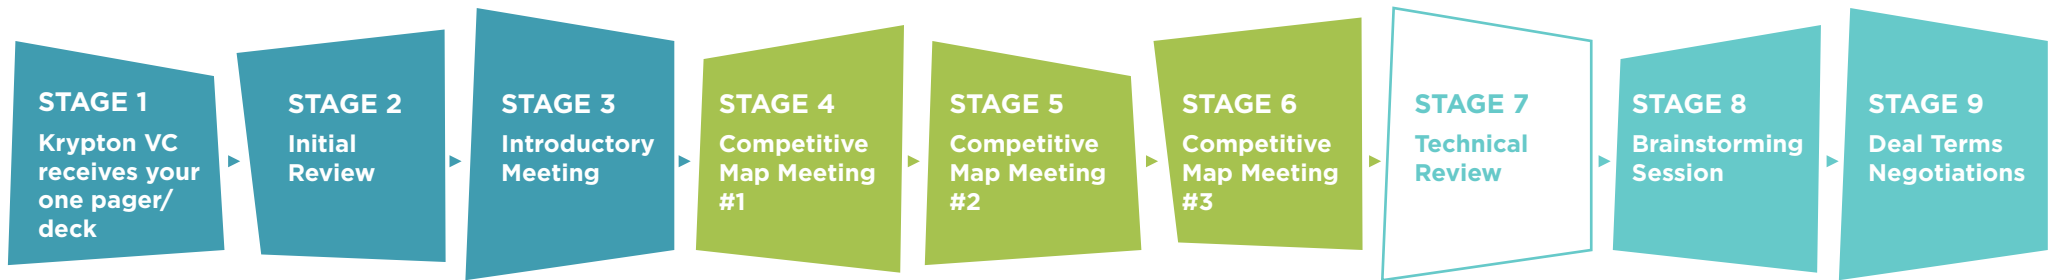 STAGE 1
Krypton VC
receives your
one pager/
deck
STAGE 2
Initial
Review
STAGE 3
Introductory
Meeting
STAGE 4
Competitive
Map Meeting
#1
STAGE 5
Competitive
Map Meeting
#2
STAGE 6
Competitive
Map Meeting
#3
STAGE 7
Technical
Review
STAGE 8
Brainstorming
Session
STAGE 9
Deal Terms
Negotiations